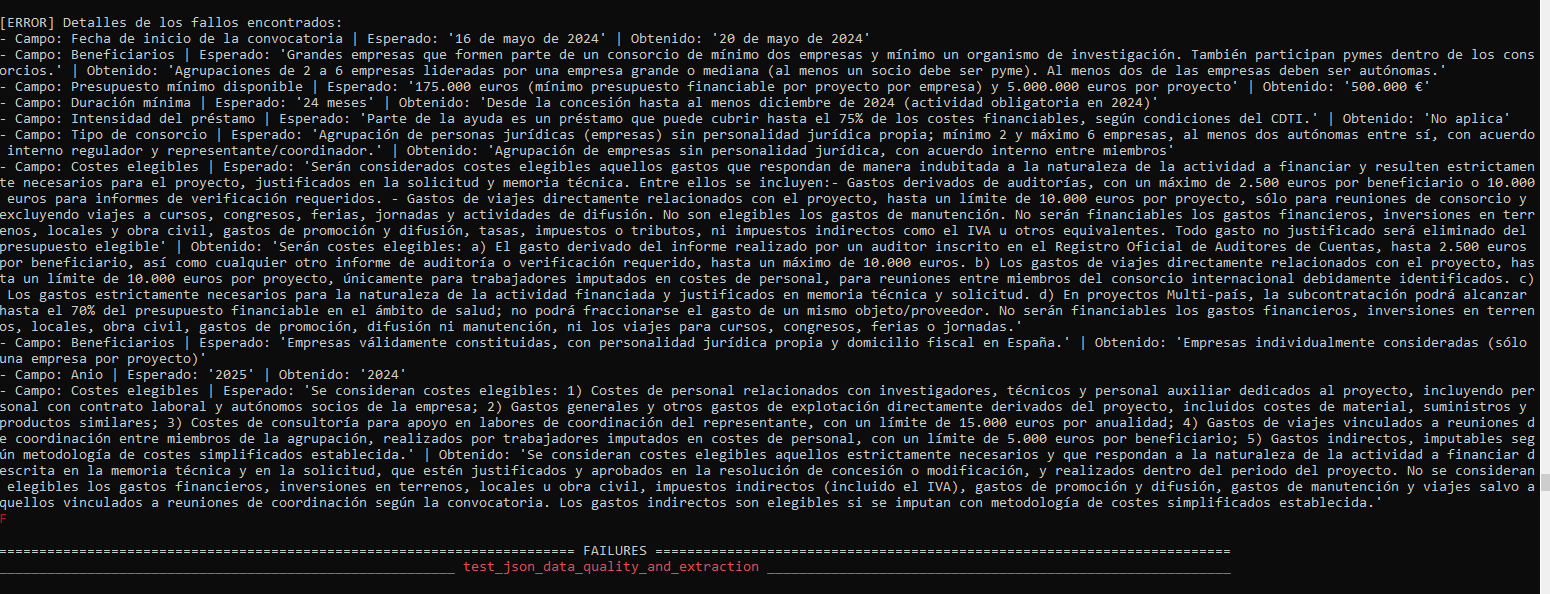 [ERROR] Detalles de los fallos encontrados:
- Campo: Fecha de inicio de la convocatoria | Esperado: '16 de mayo de 2024' | Obtenido: '20 de mayo de 2024'
- Campo: Beneficiarios | Esperado: 'Grandes empresas que formen parte de un consorcio de mínimo dos empresas y mínimo un organismo de investigación. También participan pymes dentro de los cons
orcios.' | Obtenido: 'Agrupaciones de 2 a 6 empresas lideradas por una empresa grande o mediana (al menos un socio debe ser pyme). Al menos dos de las empresas deben ser autónomas.'
- Campo: Presupuesto mínimo disponible | Esperado: '175.000 euros (mínimo presupuesto financiable por proyecto por empresa) y 5.000.000 euros por proyecto' | Obtenido: '500.000 €'
- Campo: Duración mínima | Esperado: '24 meses' | Obtenido: 'Desde la concesión hasta al menos diciembre de 2024 (actividad obligatoria en 2024)'
- Campo: Intensidad del préstamo | Esperado: 'Parte de la ayuda es un préstamo que puede cubrir hasta el 75% de los costes financiables, según condiciones del CDTI.' | Obtenido: 'No aplica'
- Campo: Tipo de consorcio | Esperado: 'Agrupación de personas jurídicas (empresas) sin personalidad jurídica propia; mínimo 2 y máximo 6 empresas, al menos dos autónomas entre sí, con acuerdo
 interno regulador y representante/coordinador.' | Obtenido: 'Agrupación de empresas sin personalidad jurídica, con acuerdo interno entre miembros'
- Campo: Costes elegibles | Esperado: 'Serán considerados costes elegibles aquellos gastos que respondan de manera indubitada a la naturaleza de la actividad a financiar y resulten estrictamen
te necesarios para el proyecto, justificados en la solicitud y memoria técnica. Entre ellos se incluyen:- Gastos derivados de auditorías, con un máximo de 2.500 euros por beneficiario o 10.000
 euros para informes de verificación requeridos. - Gastos de viajes directamente relacionados con el proyecto, hasta un límite de 10.000 euros por proyecto, sólo para reuniones de consorcio y
excluyendo viajes a cursos, congresos, ferias, jornadas y actividades de difusión. No son elegibles los gastos de manutención. No serán financiables los gastos financieros, inversiones en terr
enos, locales y obra civil, gastos de promoción y difusión, tasas, impuestos o tributos, ni impuestos indirectos como el IVA u otros equivalentes. Todo gasto no justificado será eliminado del
presupuesto elegible' | Obtenido: 'Serán costes elegibles: a) El gasto derivado del informe realizado por un auditor inscrito en el Registro Oficial de Auditores de Cuentas, hasta 2.500 euros
por beneficiario, así como cualquier otro informe de auditoría o verificación requerido, hasta un máximo de 10.000 euros. b) Los gastos de viajes directamente relacionados con el proyecto, has
ta un límite de 10.000 euros por proyecto, únicamente para trabajadores imputados en costes de personal, para reuniones entre miembros del consorcio internacional debidamente identificados. c)
 Los gastos estrictamente necesarios para la naturaleza de la actividad financiada y justificados en memoria técnica y solicitud. d) En proyectos Multi-país, la subcontratación podrá alcanzar
hasta el 70% del presupuesto financiable en el ámbito de salud; no podrá fraccionarse el gasto de un mismo objeto/proveedor. No serán financiables los gastos financieros, inversiones en terren
os, locales, obra civil, gastos de promoción, difusión ni manutención, ni los viajes para cursos, congresos, ferias o jornadas.'
- Campo: Beneficiarios | Esperado: 'Empresas válidamente constituidas, con personalidad jurídica propia y domicilio fiscal en España.' | Obtenido: 'Empresas individualmente consideradas (sólo
una empresa por proyecto)'
- Campo: Anio | Esperado: '2025' | Obtenido: '2024'
- Campo: Costes elegibles | Esperado: 'Se consideran costes elegibles: 1) Costes de personal relacionados con investigadores, técnicos y personal auxiliar dedicados al proyecto, incluyendo per
sonal con contrato laboral y autónomos socios de la empresa; 2) Gastos generales y otros gastos de explotación directamente derivados del proyecto, incluidos costes de material, suministros y
productos similares; 3) Costes de consultoría para apoyo en labores de coordinación del representante, con un límite de 15.000 euros por anualidad; 4) Gastos de viajes vinculados a reuniones d
e coordinación entre miembros de la agrupación, realizados por trabajadores imputados en costes de personal, con un límite de 5.000 euros por beneficiario; 5) Gastos indirectos, imputables seg
ún metodología de costes simplificados establecida.' | Obtenido: 'Se consideran costes elegibles aquellos estrictamente necesarios y que respondan a la naturaleza de la actividad a financiar d
escrita en la memoria técnica y en la solicitud, que estén justificados y aprobados en la resolución de concesión o modificación, y realizados dentro del periodo del proyecto. No se consideran
 elegibles los gastos financieros, inversiones en terrenos, locales u obra civil, impuestos indirectos (incluido el IVA), gastos de promoción y difusión, gastos de manutención y viajes salvo a
quellos vinculados a reuniones de coordinación según la convocatoria. Los gastos indirectos son elegibles si se imputan con metodología de costes simplificados establecida.'
F
======================================================================== FAILURES ========================================================================
_________________________________________________________ test_json_data_quality_and_extraction __________________________________________________________